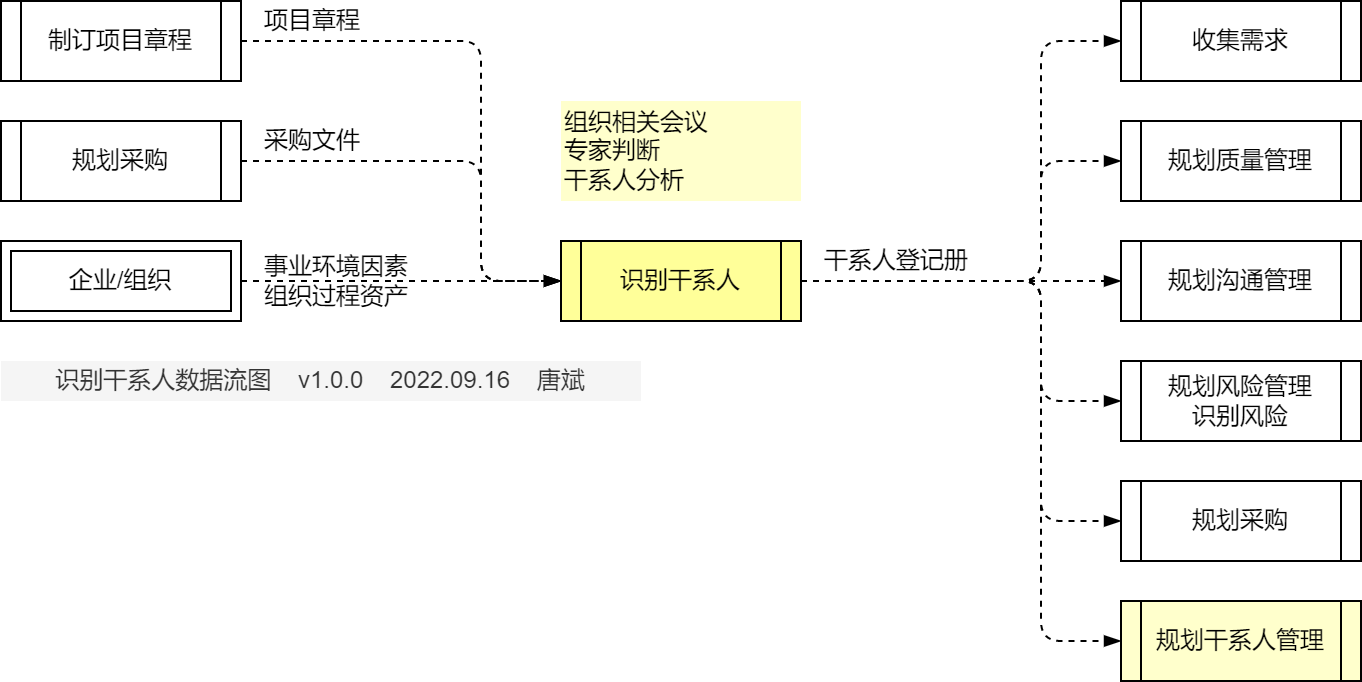 制订项目章程
项目章程
规划采购
采购文件
企业/组织
事业环境因素
组织过程资产
组织相关会议
专家判断
干系人分析
识别干系人
干系人登记册
收集需求
规划质量管理
规划沟通管理
规划风险管理
识别风险
规划采购
规划干系人管理
识别干系人数据流图 v1.0.0 2022.09.16 唐斌